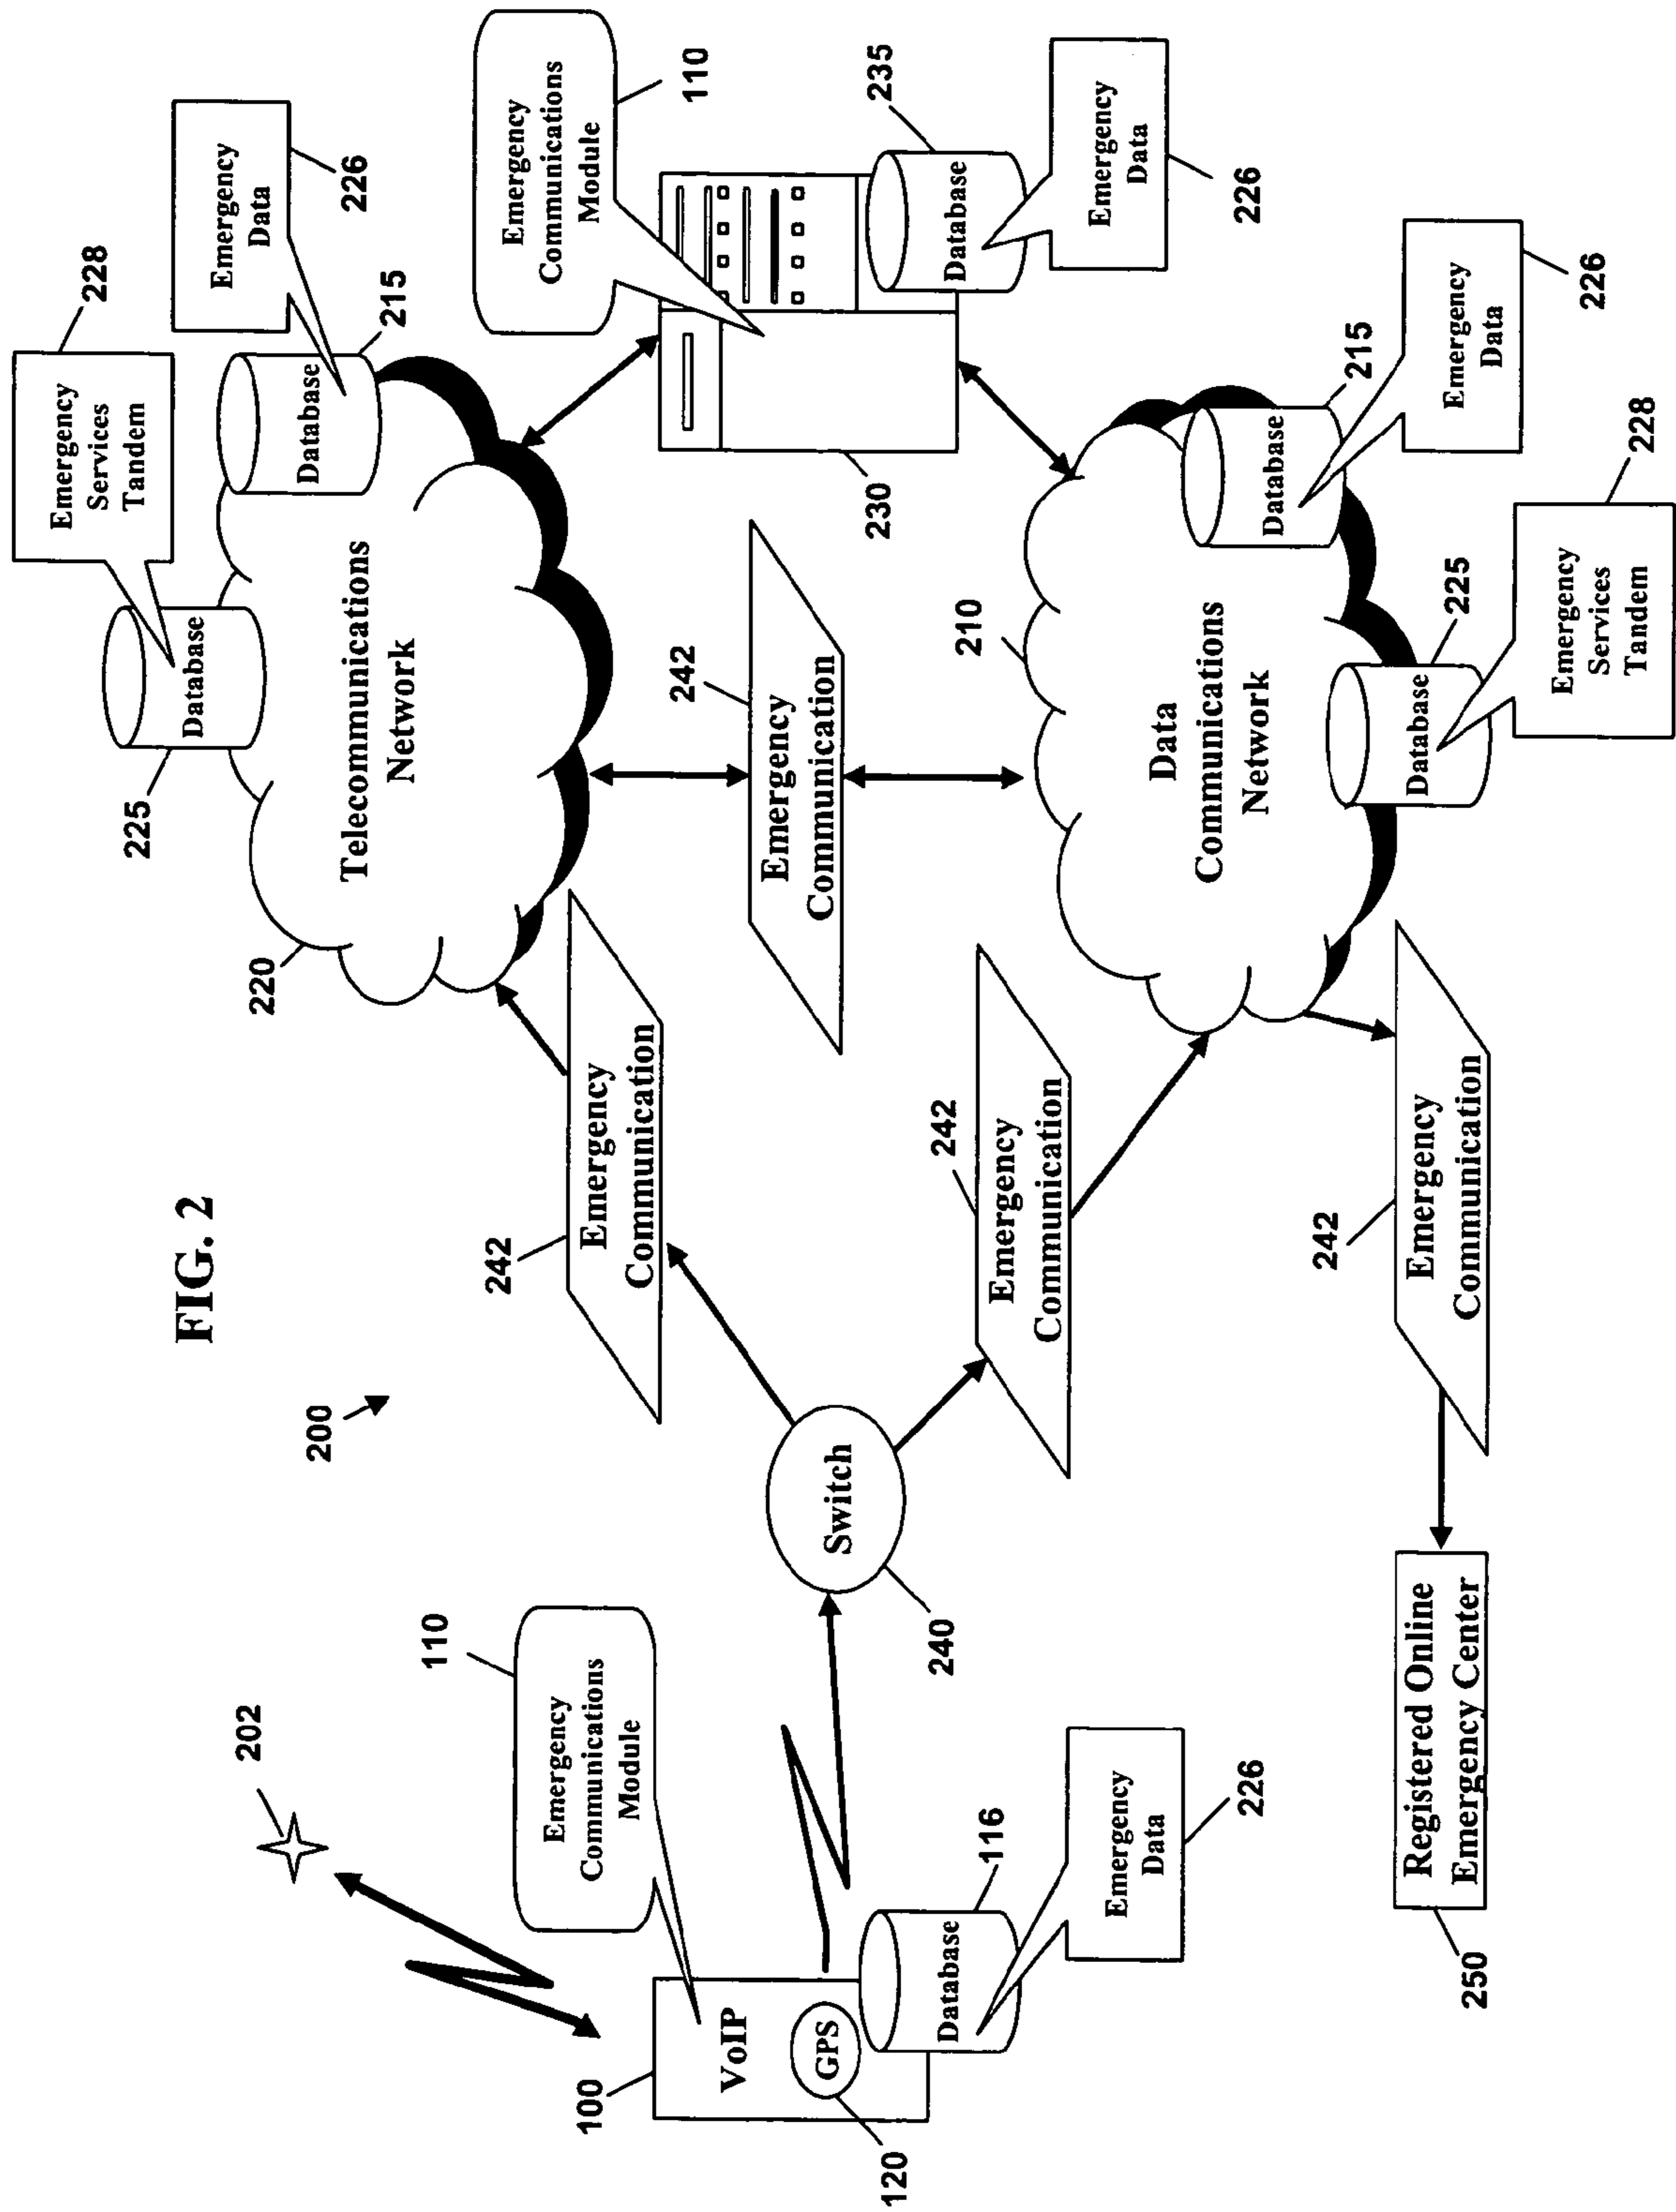 FIG. 2
200
202
110
Emergency
Communications
Module
100
VoIP
GPS
120
Database
116
Emergency
Data
226
Switch
240
242
Emergency
Communication
242
Emergency
Communication
220
Telecommunications
Network
225
Database
228
Emergency
Services
Tandem
Database
215
Emergency
Data
226
242
Emergency
Communication
Emergency
Communications
Module
110
230
Database
235
Emergency
Data
226
210
Data
Communications
Network
Database
215
Emergency
Data
226
Database
225
Emergency
Services
Tandem
228
242
Emergency
Communication
Registered Online
Emergency Center
250